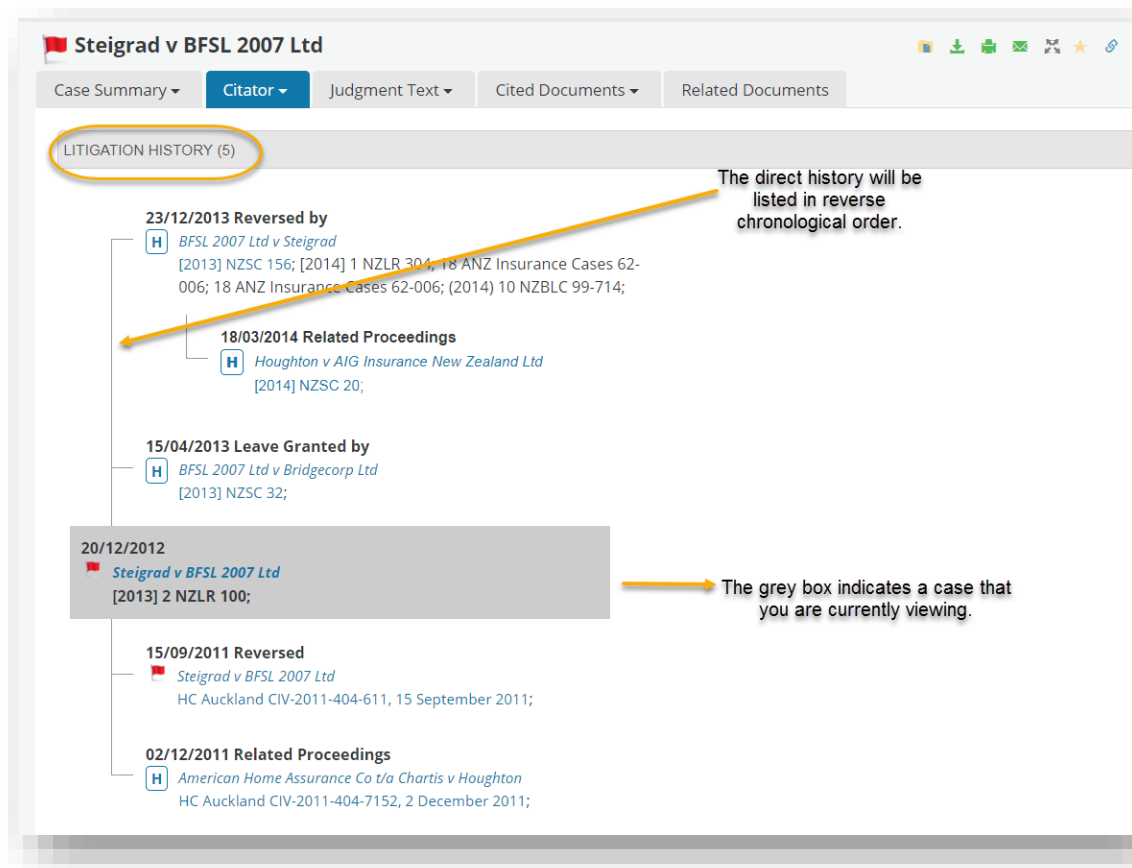 Steigrad v BFSL 2007 Ltd
Case Summary
Citator
Judgment Text
Cited Documents
Related Documents
LITIGATION HISTORY (5)
The direct history will be
listed in reverse
chronological order.
23/12/2013 Reversed by
H BFSL 2007 Ltd v Steigrad
[2013] NZSC 156; [2014] 1 NZLR 304; 18 ANZ Insurance Cases 62-
006; 18 ANZ Insurance Cases 62-006; (2014) 10 NZBLC 99-714;
18/03/2014 Related Proceedings
H Houghton v AIG Insurance New Zealand Ltd
[2014] NZSC 20;
15/04/2013 Leave Granted by
H BFSL 2007 Ltd v Bridgecorp Ltd
[2013] NZSC 32;
20/12/2012
Steigrad v BFSL 2007 Ltd
[2013] 2 NZLR 100;
The grey box indicates a case that
you are currently viewing.
15/09/2011 Reversed
Steigrad v BFSL 2007 Ltd
HC Auckland CIV-2011-404-611, 15 September 2011;
02/12/2011 Related Proceedings
H American Home Assurance Co t/a Chartis v Houghton
HC Auckland CIV-2011-404-7152, 2 December 2011;